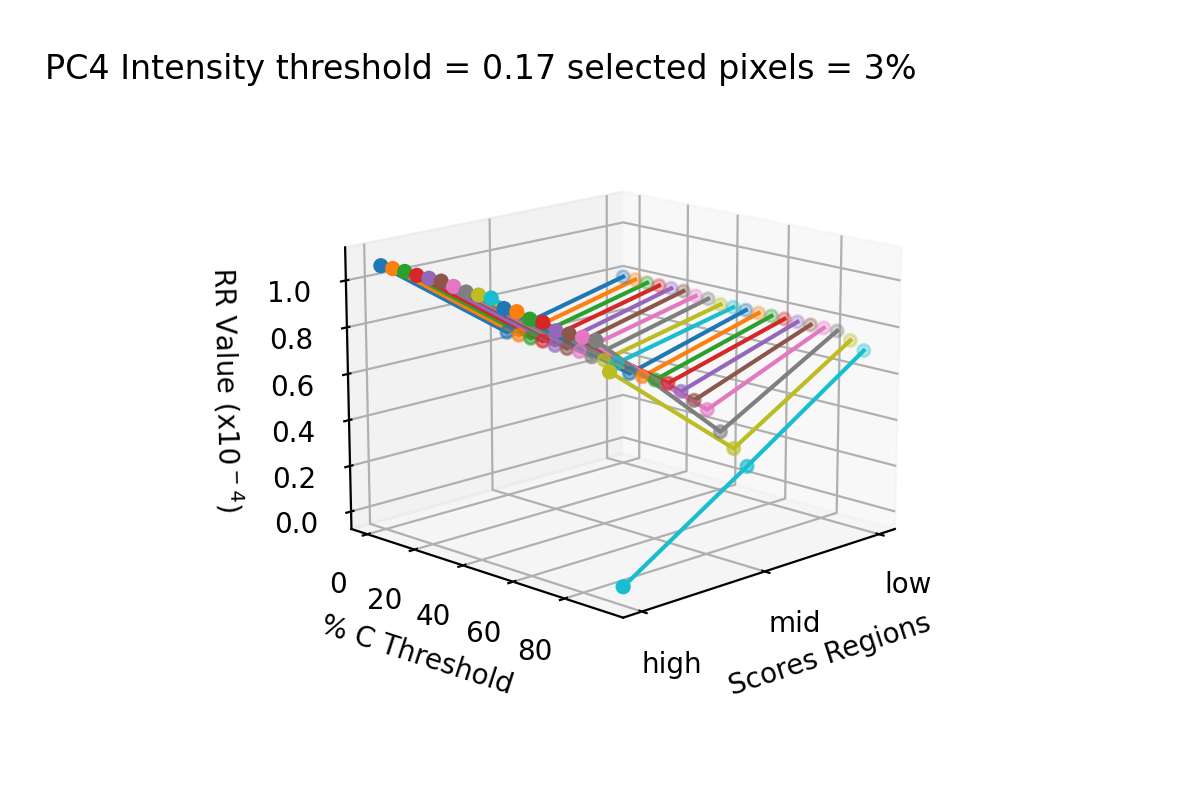 PC4 Intensity threshold = 0.17 selected pixels = 3%
RR Value (x10⁻⁴)
1.0
0.8
0.6
0.4
0.2
0.0
0
20
40
60
80
% C Threshold
high
mid
low
Scores Regions